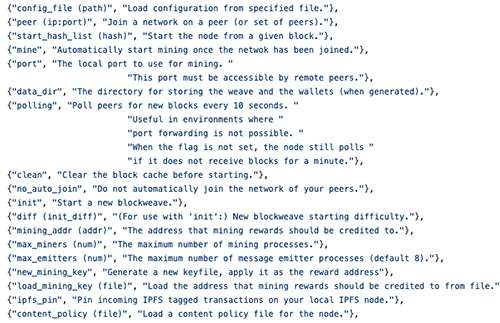 {"config_file (path)", "Load configuration from specified file."},
{"peer (ip:port)", "Join a network on a peer (or set of peers)."},
{"start_hash_list (hash)", "Start the node from a given block."},
{"mine", "Automatically start mining once the netwok has been joined."},
{"port", "The local port to use for mining. "
"This port must be accessible by remote peers."},
{"data_dir", "The directory for storing the weave and the wallets (when generated)."},
{"polling", "Poll peers for new blocks every 10 seconds. "
"Useful in environments where "
"port forwarding is not possible. "
"When the flag is not set, the node still polls "
"if it does not receive blocks for a minute."},
{"clean", "Clear the block cache before starting."},
{"no_auto_join", "Do not automatically join the network of your peers."},
{"init", "Start a new blockweave."},
{"diff (init_diff)", "(For use with 'init':) New blockweave starting difficulty."},
{"mining_addr (addr)", "The address that mining rewards should be credited to."},
{"max_miners (num)", "The maximum number of mining processes."},
{"max_emitters (num)", "The maximum number of message emitter processes (default 8)."},
{"new_mining_key", "Generate a new keyfile, apply it as the reward address"},
{"load_mining_key (file)", "Load the address that mining rewards should be credited to from file."
{"ipfs_pin", "Pin incoming IPFS tagged transactions on your local IPFS node."},
{"content_policy (file)", "Load a content policy file for the node."},